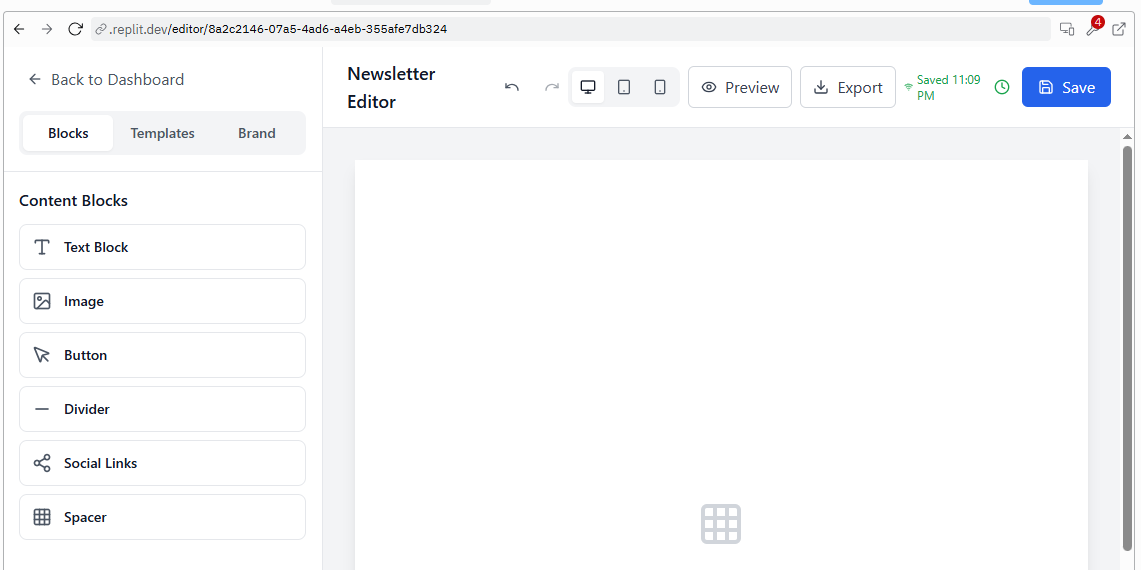 .replit.dev/editor/8a2c2146-07a5-4ad6-a4eb-355afe7db324
4
Back to Dashboard
Blocks Templates Brand
Content Blocks
Text Block
Image
Button
Divider
Social Links
Spacer
Newsletter
Editor
Preview
Export
Saved 11:09
PM
Save